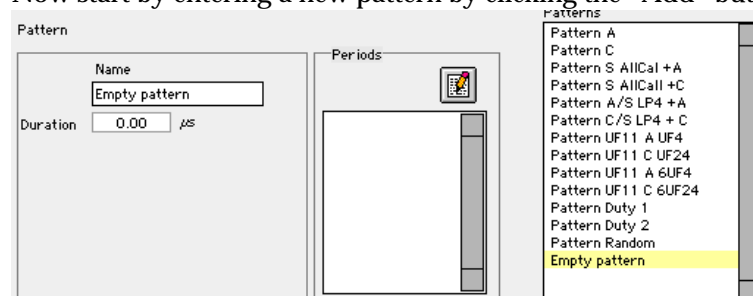 Now start by entering a new pattern by clicking the "Add" but
Pattern
Name
Empty pattern
Duration 0.00 µs
Periods
Patterns
Pattern A
Pattern C
Pattern S AllCal +A
Pattern S AllCall +C
Pattern A/S LP4 +A
Pattern C/S LP4 + C
Pattern UF11 A UF4
Pattern UF11 C UF24
Pattern UF11 A 6UF4
Pattern UF11 C 6UF24
Pattern Duty 1
Pattern Duty 2
Pattern Random
Empty pattern